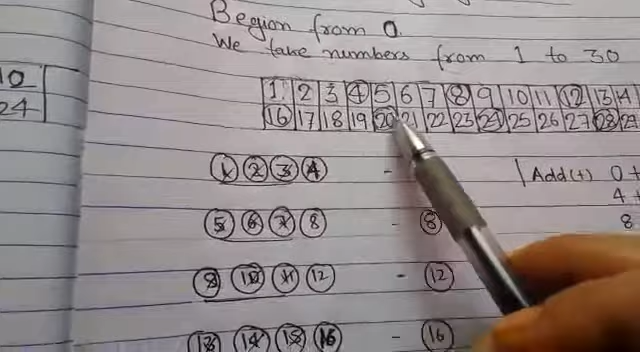 Begion from 0
We take numbers from 1 to 30
10
24
1 2 3 4 5 6 7 8 9 10 11 12 13 14
16 17 18 19 20 21 22 23 24 25 26 27 28 29
1 2 3 4 -
Add(+) 0 +
4 +
5 6 7 8 - 8
8
9 10 11 12 - 12
13 14 15 16 - 16